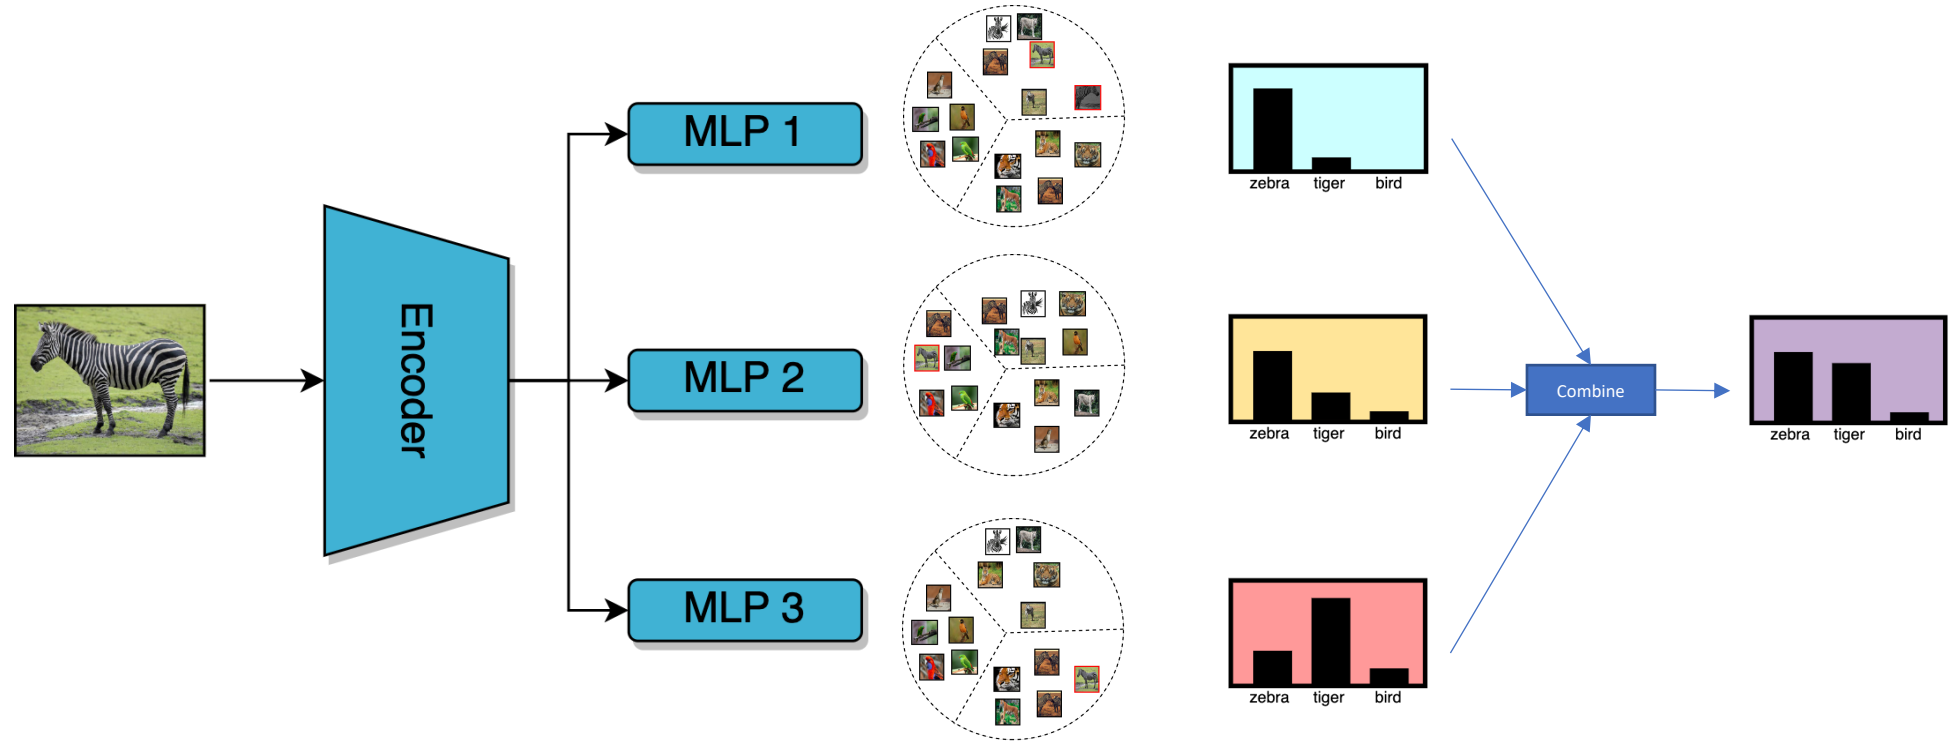 Encoder
MLP 1
MLP 2
MLP 3
zebra tiger bird
zebra tiger bird
zebra tiger bird
Combine
zebra tiger bird